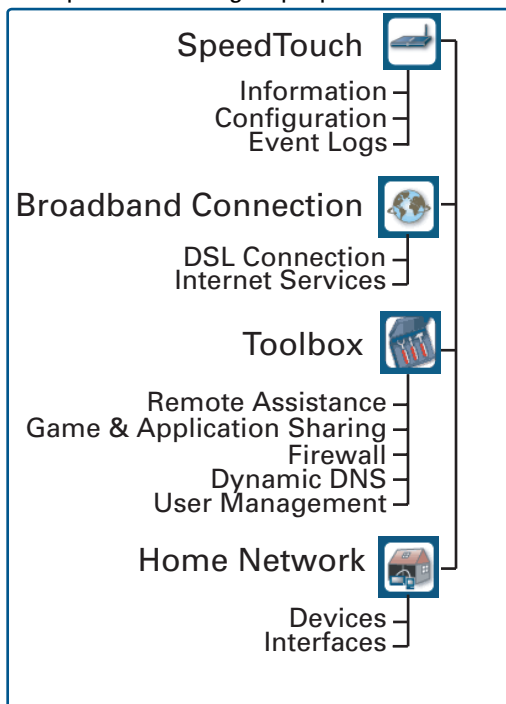 SpeedTouch
Information
Configuration
Event Logs
Broadband Connection
DSL Connection
Internet Services
Toolbox
Remote Assistance
Game & Application Sharing
Firewall
Dynamic DNS
User Management
Home Network
Devices
Interfaces